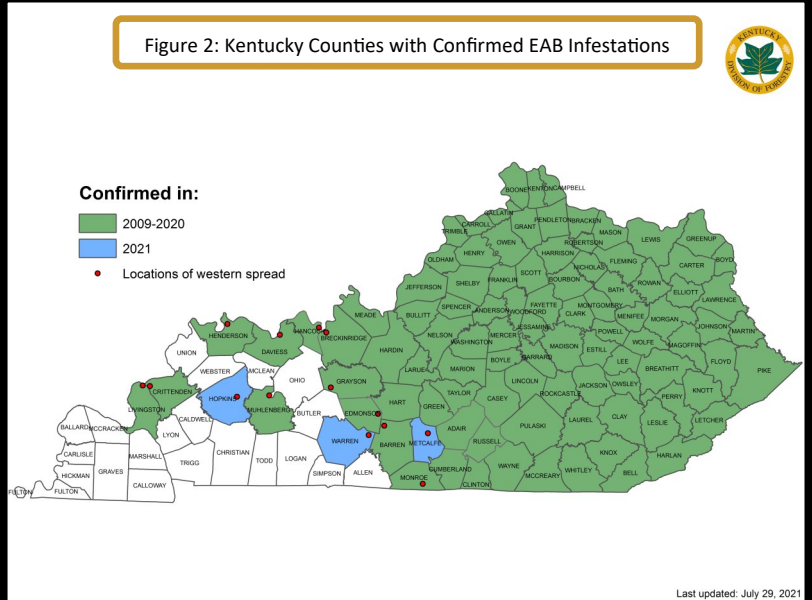 Figure 2: Kentucky Counties with Confirmed EAB Infestations
KENTUCKY
DIVISION OF FORESTRY
Confirmed in:
2009-2020
2021
Locations of western spread
BOONE KENTON CAMPBELL
GALLATIN
PENDLETON BRACKEN
GRANT
CARROLL
TRIMBLE
MASON
OWEN
ROBERTSON
LEWIS
GREENUP
HENRY
HARRISON
OLDHAM
FLEMING
BOYD
NICHOLAS
CARTER
SCOTT
SHELBY
FRANKLIN
BOURBON
ROWAN
JEFFERSON
BATH
ELLIOTT
LAWRENCE
SPENCER
ANDERSON
WOODFORD
FAYETTE
MONTGOMERY
CLARK
MENIFEE
MORGAN
MEADE
BULLITT
JESSAMINE
JOHNSON
MARTIN
HENDERSON
HANCOCK
BRECKINRIDGE
NELSON
WASHINGTON
MERCER
POWELL
WOLFE
MAGOFFIN
UNION
DAVIESS
HARDIN
MADISON
ESTILL
FLOYD
BOYLE
GARRARD
LEE
BREATHITT
PIKE
WEBSTER
MCLEAN
OHIO
GRAYSON
LARUE
MARION
LINCOLN
JACKSON
OWSLEY
KNOTT
CRITTENDEN
HOPKINS
MUHLENBERG
BUTLER
HART
TAYLOR
CASEY
ROCKCASTLE
PERRY
LIVINGSTON
CALDWELL
EDMONSON
GREEN
LAUREL
CLAY
LESLIE
LETCHER
BALLARD
MCCRACKEN
LYON
WARREN
BARREN
METCALFE
ADAIR
PULASKI
RUSSELL
CARLISLE
MARSHALL
CHRISTIAN
TODD
LOGAN
KNOX
HARLAN
HICKMAN
GRAVES
TRIGG
SIMPSON
ALLEN
CUMBERLAND
WAYNE
WHITLEY
BELL
CALLOWAY
MONROE
CLINTON
MCCREARY
FULTON
FULTON
Last updated: July 29, 2021